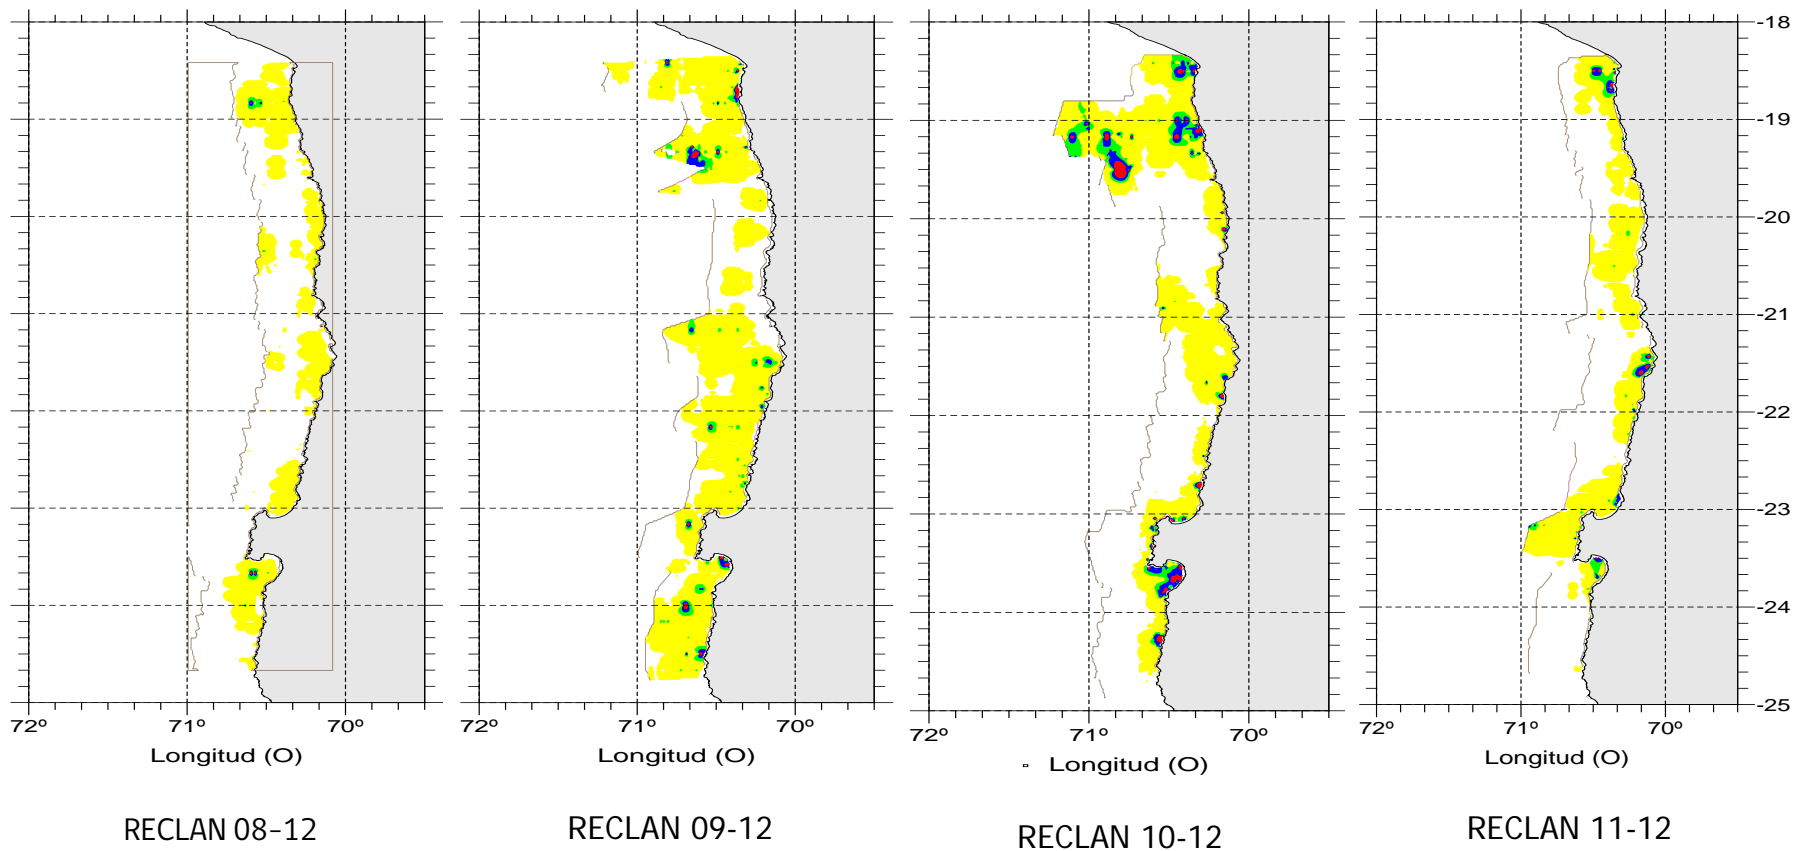 -18
-19
-20
-21
-22
-23
-24
-25
72º 71º 70º
72º 71º 70º
72º 71º 70º
72º 71º 70º
Longitud (O)
Longitud (O)
Longitud (O)
Longitud (O)
RECLAN 08-12
RECLAN 09-12
RECLAN 10-12
RECLAN 11-12